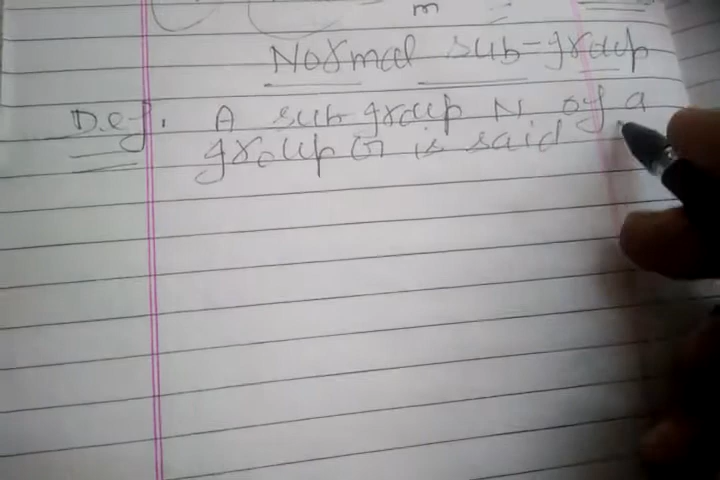 m
Normal sub-group
Def. A sub group N of a
group G is said